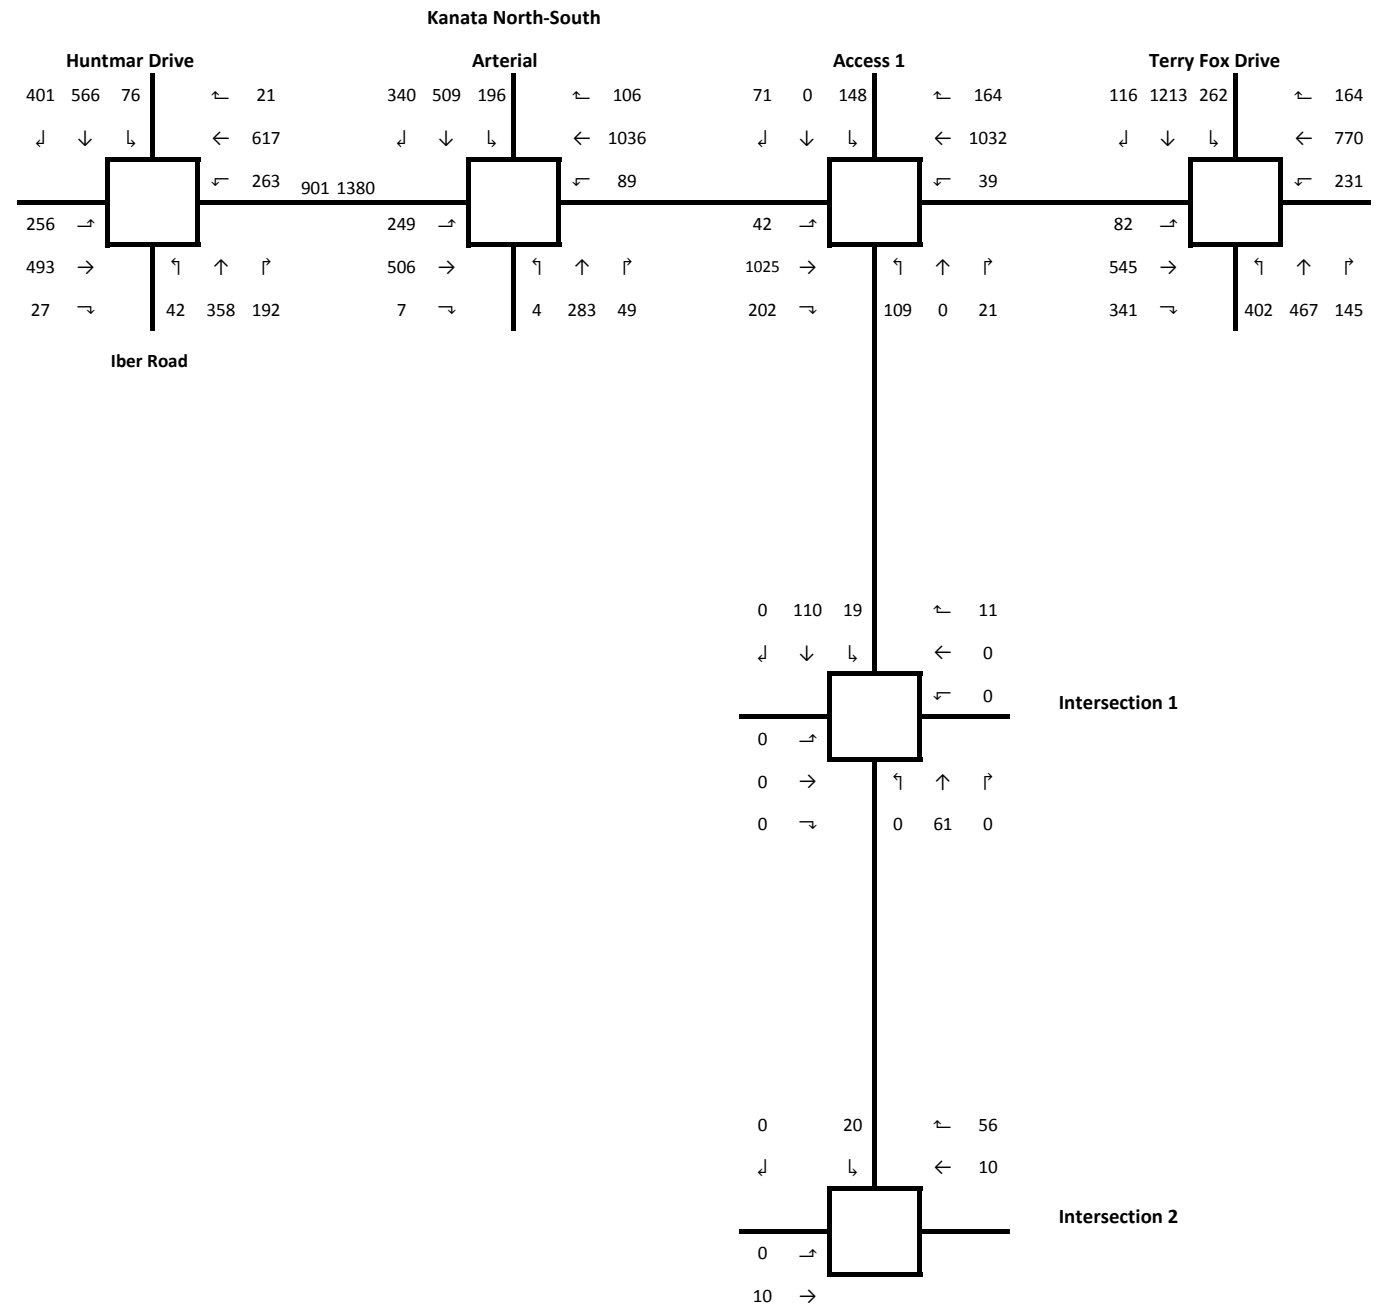 Kanata North-South
Huntmar Drive Arterial Access 1 Terry Fox Drive
401 566 76 21 340 509 196 106 71 0 148 164 116 1213 262 164
617 1036 1032 770
263 901 1380 89 39 231
256 249 42 82
493 506 1025 545
27 42 358 192 7 4 283 49 202 109 0 21 341 402 467 145
Iber Road
0 110 19 11
0
0 Intersection 1
0
0
0 0 61 0
0 20 56
10
Intersection 2
0
10